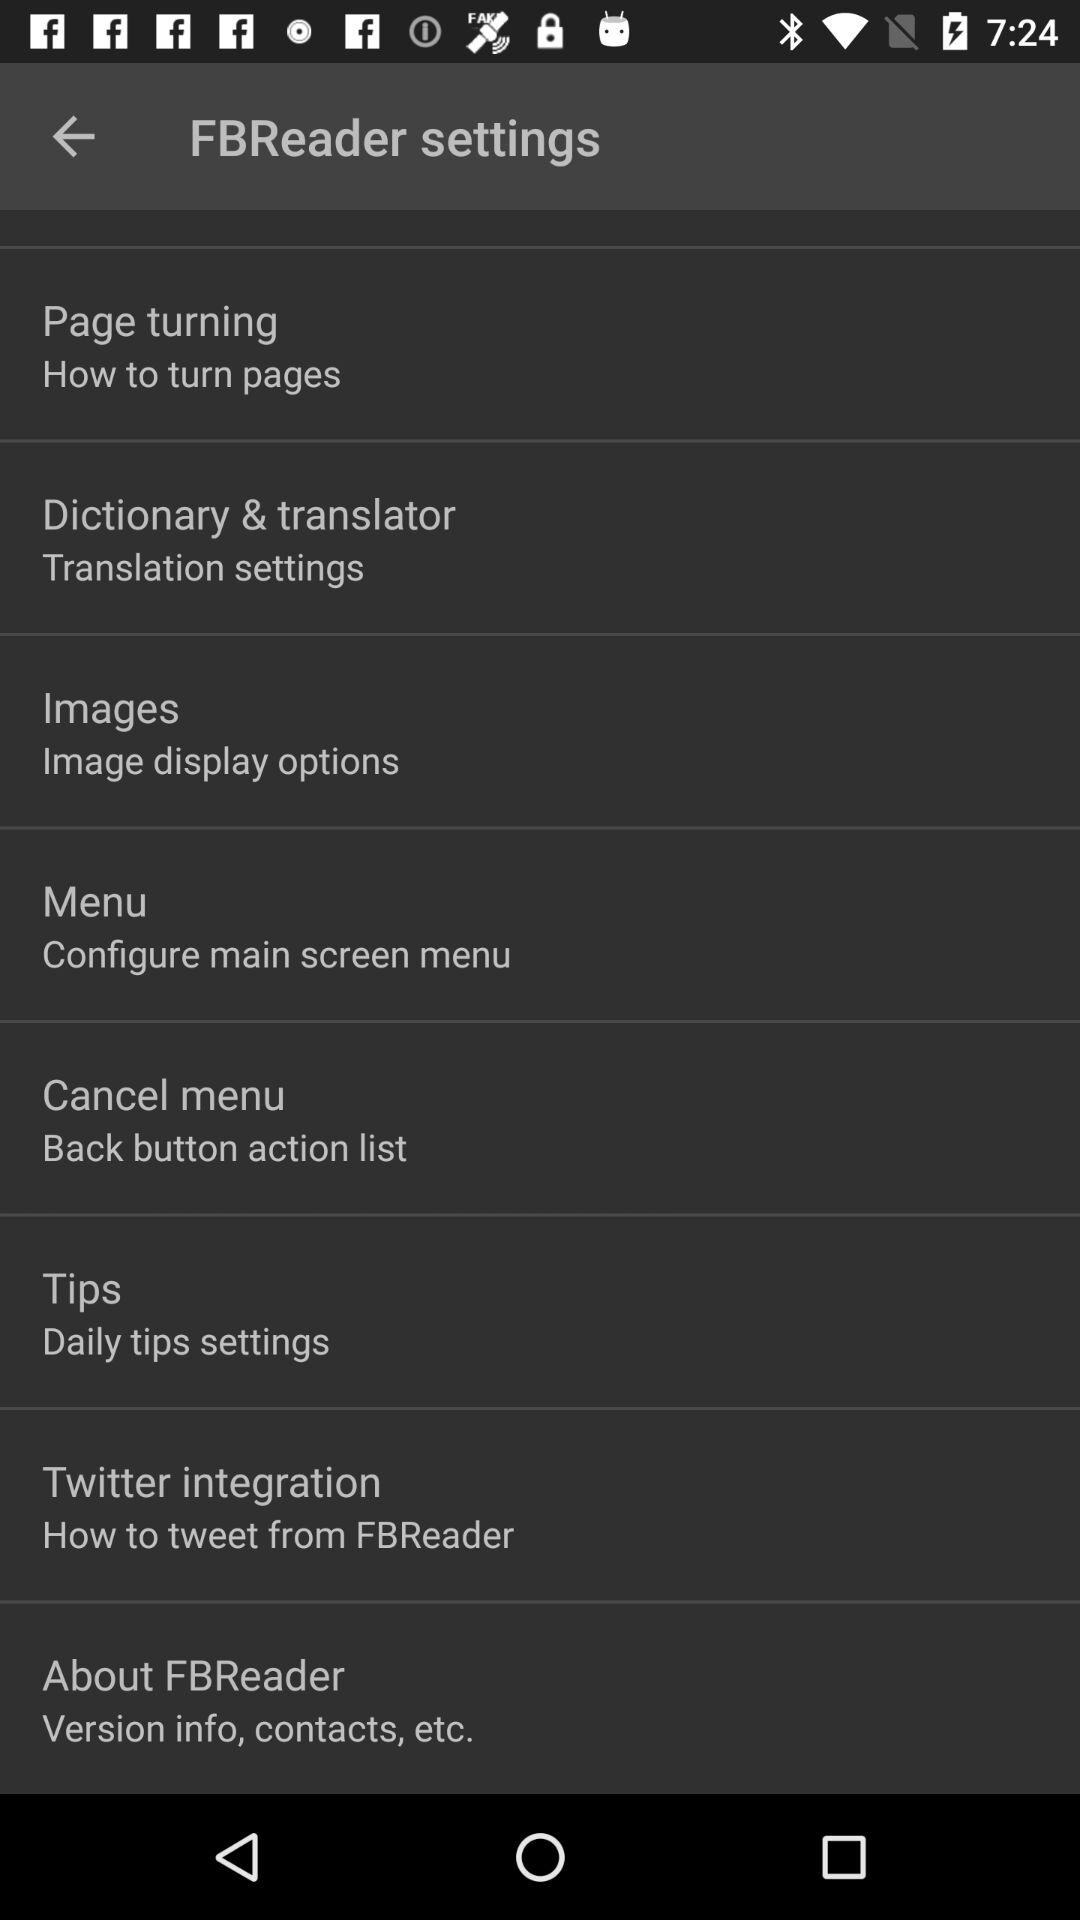 FAKE
7:24
FBReader settings
Page turning
How to turn pages
Dictionary & translator
Translation settings
Images
Image display options
Menu
Configure main screen menu
Cancel menu
Back button action list
Tips
Daily tips settings
Twitter integration
How to tweet from FBReader
About FBReader
Version info, contacts, etc.